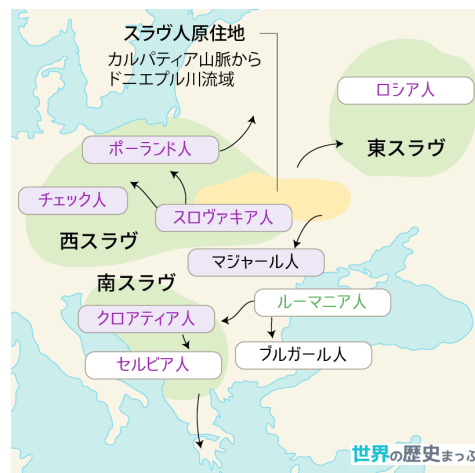 スラヴ人原住地
カルパティア山脈から
ドニエプル川流域
ロシア人
ポーランド人
東スラヴ
チェック人
スロヴァキア人
西スラヴ
マジャール人
南スラヴ
ルーマニア人
クロアティア人
ブルガール人
セルビア人
世界の歴史まっぷ